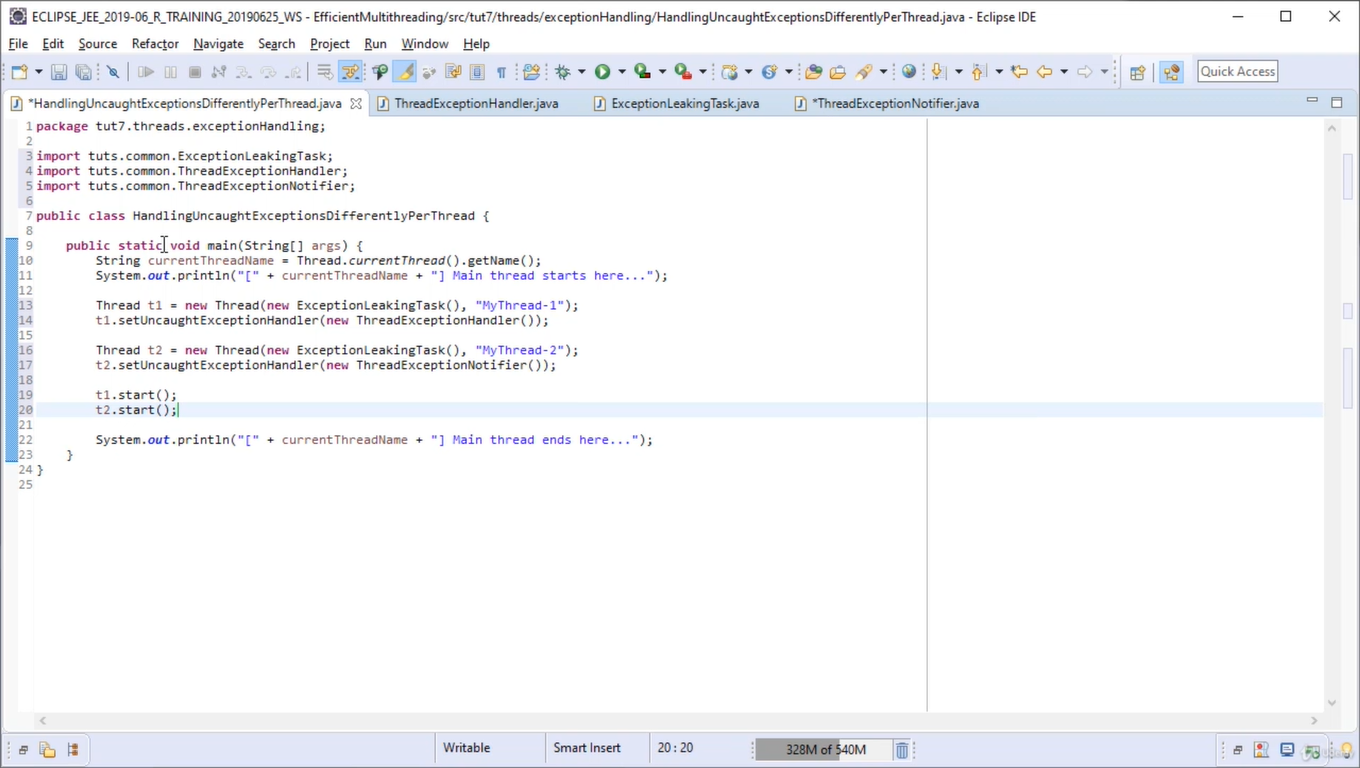 ECLIPSE_JEE_2019-06_R_TRAINING_20190625_WS - EfficientMultithreading/src/tut7/threads/exceptionHandling/HandlingUncaughtExceptionsDifferentlyPerThread.java - Eclipse IDE
File Edit Source Refactor Navigate Search Project Run Window Help
Quick Access
*HandlingUncaughtExceptionsDifferentlyPerThread.java ThreadExceptionHandler.java ExceptionLeakingTask.java *ThreadExceptionNotifier.java
1 package tut7.threads.exceptionHandling;
2
3 import tuts.common.ExceptionLeakingTask;
4 import tuts.common.ThreadExceptionHandler;
5 import tuts.common.ThreadExceptionNotifier;
6
7 public class HandlingUncaughtExceptionsDifferentlyPerThread {
8
9 public static void main(String[] args) {
10 String currentThreadName = Thread.currentThread().getName();
11 System.out.println("[" + currentThreadName + "] Main thread starts here...");
12
13 Thread t1 = new Thread(new ExceptionLeakingTask(), "MyThread-1");
14 t1.setUncaughtExceptionHandler(new ThreadExceptionHandler());
15
16 Thread t2 = new Thread(new ExceptionLeakingTask(), "MyThread-2");
17 t2.setUncaughtExceptionHandler(new ThreadExceptionNotifier());
18
19 t1.start();
20 t2.start();
21
22 System.out.println("[" + currentThreadName + "] Main thread ends here...");
23 }
24 }
25
Writable Smart Insert 20 : 20 328M of 540M